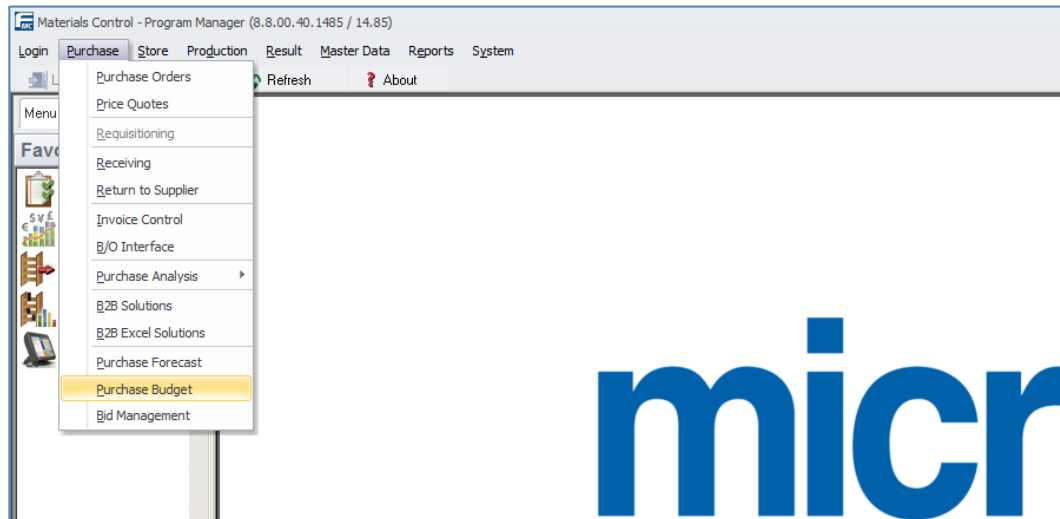 Materials Control - Program Manager (8.8.00.40.1485 / 14.85)
Login Purchase Store Production Result Master Data Reports System
L Refresh About
Purchase Orders
Menu
Price Quotes
Requisitioning
Favo
Receiving
Return to Supplier
Invoice Control
B/O Interface
Purchase Analysis
B2B Solutions
B2B Excel Solutions
Purchase Forecast
Purchase Budget
Bid Management
micr